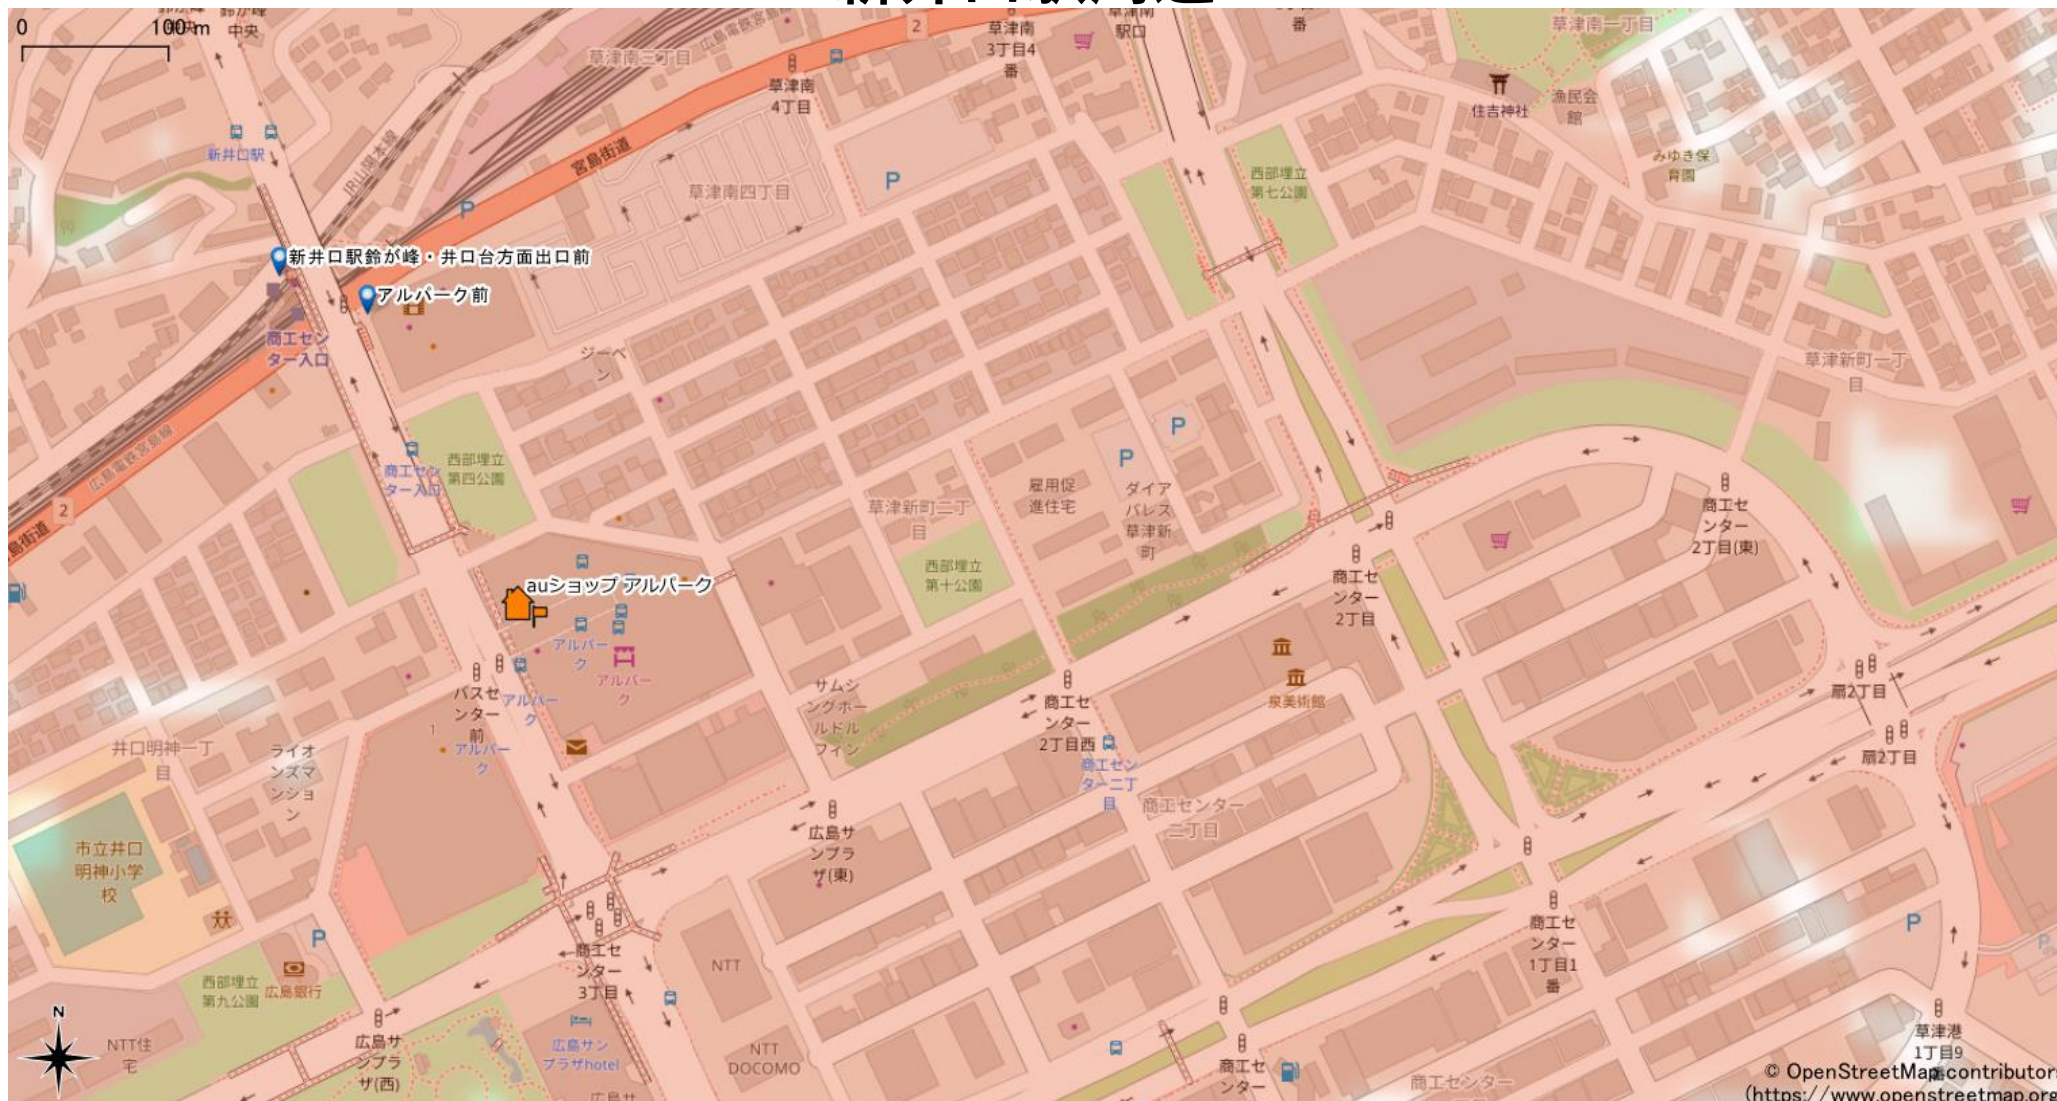 0
100 m
中央
草津南三丁目
広島電鉄宮島線
2
草津南
3丁目4
番
駅口
番
草津南一丁目
草津南
4丁目
住吉神社
漁民会
館
新井口駅
JR山陽本線
宮島街道
みゆき保
育園
草津南四丁目
P
西部埋立
第七公園
P
新井口駅鈴が峰・井口台方面出口前
アルパーク前
商工セン
ター入口
ジーベ
ン
草津新町一丁
目
広島電鉄宮島線
商工セン
ター入口
西部埋立
第四公園
P
P
雇用促
進住宅
ダイア
パレス
草津新
町
草津新町二丁
目
2
島街道
商工セ
ンター
2丁目(東)
西部埋立
第十公園
商工セ
ンター
2丁目
auショップ アルパーク
アルパー
ク
アルパー
ク
バスセ
ンター
前
アルパー
ク
サムシ
ングホー
ルドル
フィン
商工セ
ンター
2丁目西
泉美術館
扇2丁目
扇2丁目
井口明神一丁
目
ライオ
ンズマ
ンショ
ン
1
アルパー
ク
商工セン
ター二丁
目
商工センター
二丁目
市立井口
明神小学
校
広島サ
ンプラ
ザ(東)
P
商工セ
ンター
3丁目
NTT
商工セ
ンター
1丁目1
番
P
P
西部埋立
第九公園
広島銀行
N
NTT住
宅
広島サ
ンプラ
ザ(西)
広島サン
プラザhotel
NTT
DOCOMO
商工セ
ンター
商工センター
草津港
1丁目9
番
© OpenStreetMap contributors
(https://www.openstreetmap.org